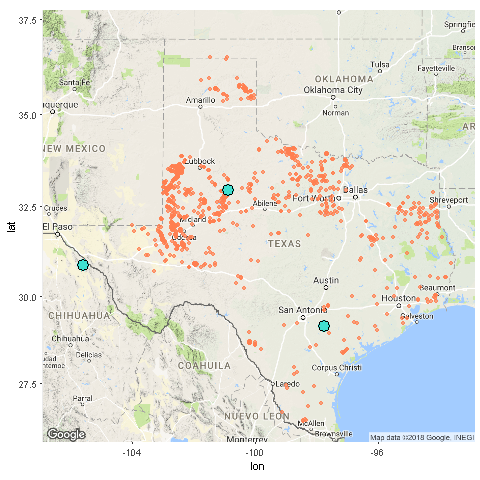 37.5
35.0
32.5
30.0
27.5
lat
-104
-100
-96
lon
Springfie
Tulsa
Branson
Fayetteville
OKLAHOMA
Santa Fe
Oklahoma City
Amarillo
Norman
uquerque
AR
NEW MEXICO
Lubbock
Dallas
Fort Worth
Abilene
Shreveport
Cruces
Midland
Odessa
El Paso
TEXAS
Austin
Beaumont
Houston
San Antonio
Galveston
CHIHUAHUA
Chihuahua
udad
Delicias
htemoc
COAHUILA
Corpus Christi
Laredo
Parral
NUEVO LEON
McAllen
Brownsville
Monterrey
Google
Map data ©2018 Google, INEGI